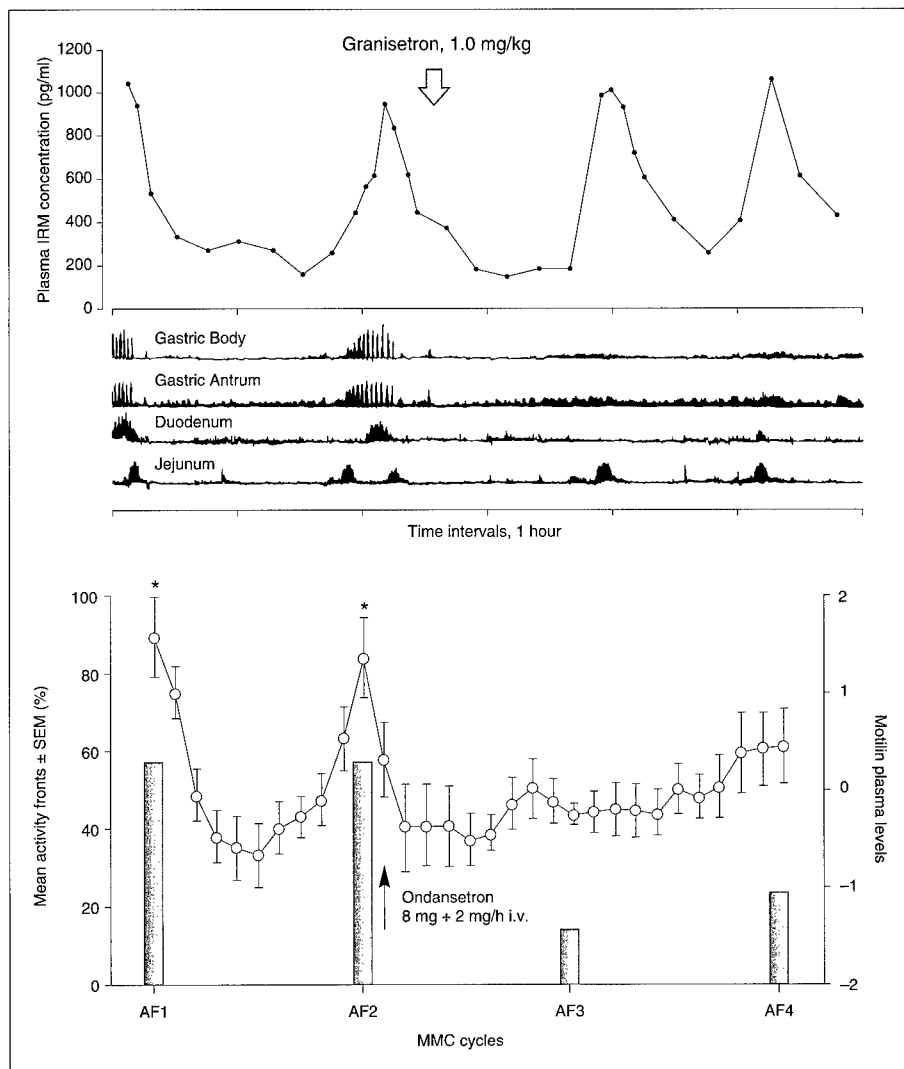 Granisetron, 1.0 mg/kg
Plasma IRM concentration (pg/ml)
1200
1000
800
600
400
200
0
Gastric Body
Gastric Antrum
Duodenum
Jejunum
Time intervals, 1 hour
Mean activity fronts ± SEM (%)
100
80
60
40
20
0
*
*
Ondansetron
8 mg + 2 mg/h i.v.
2
1
0
−1
−2
Motilin plasma levels
AF1 AF2 AF3 AF4
MMC cycles